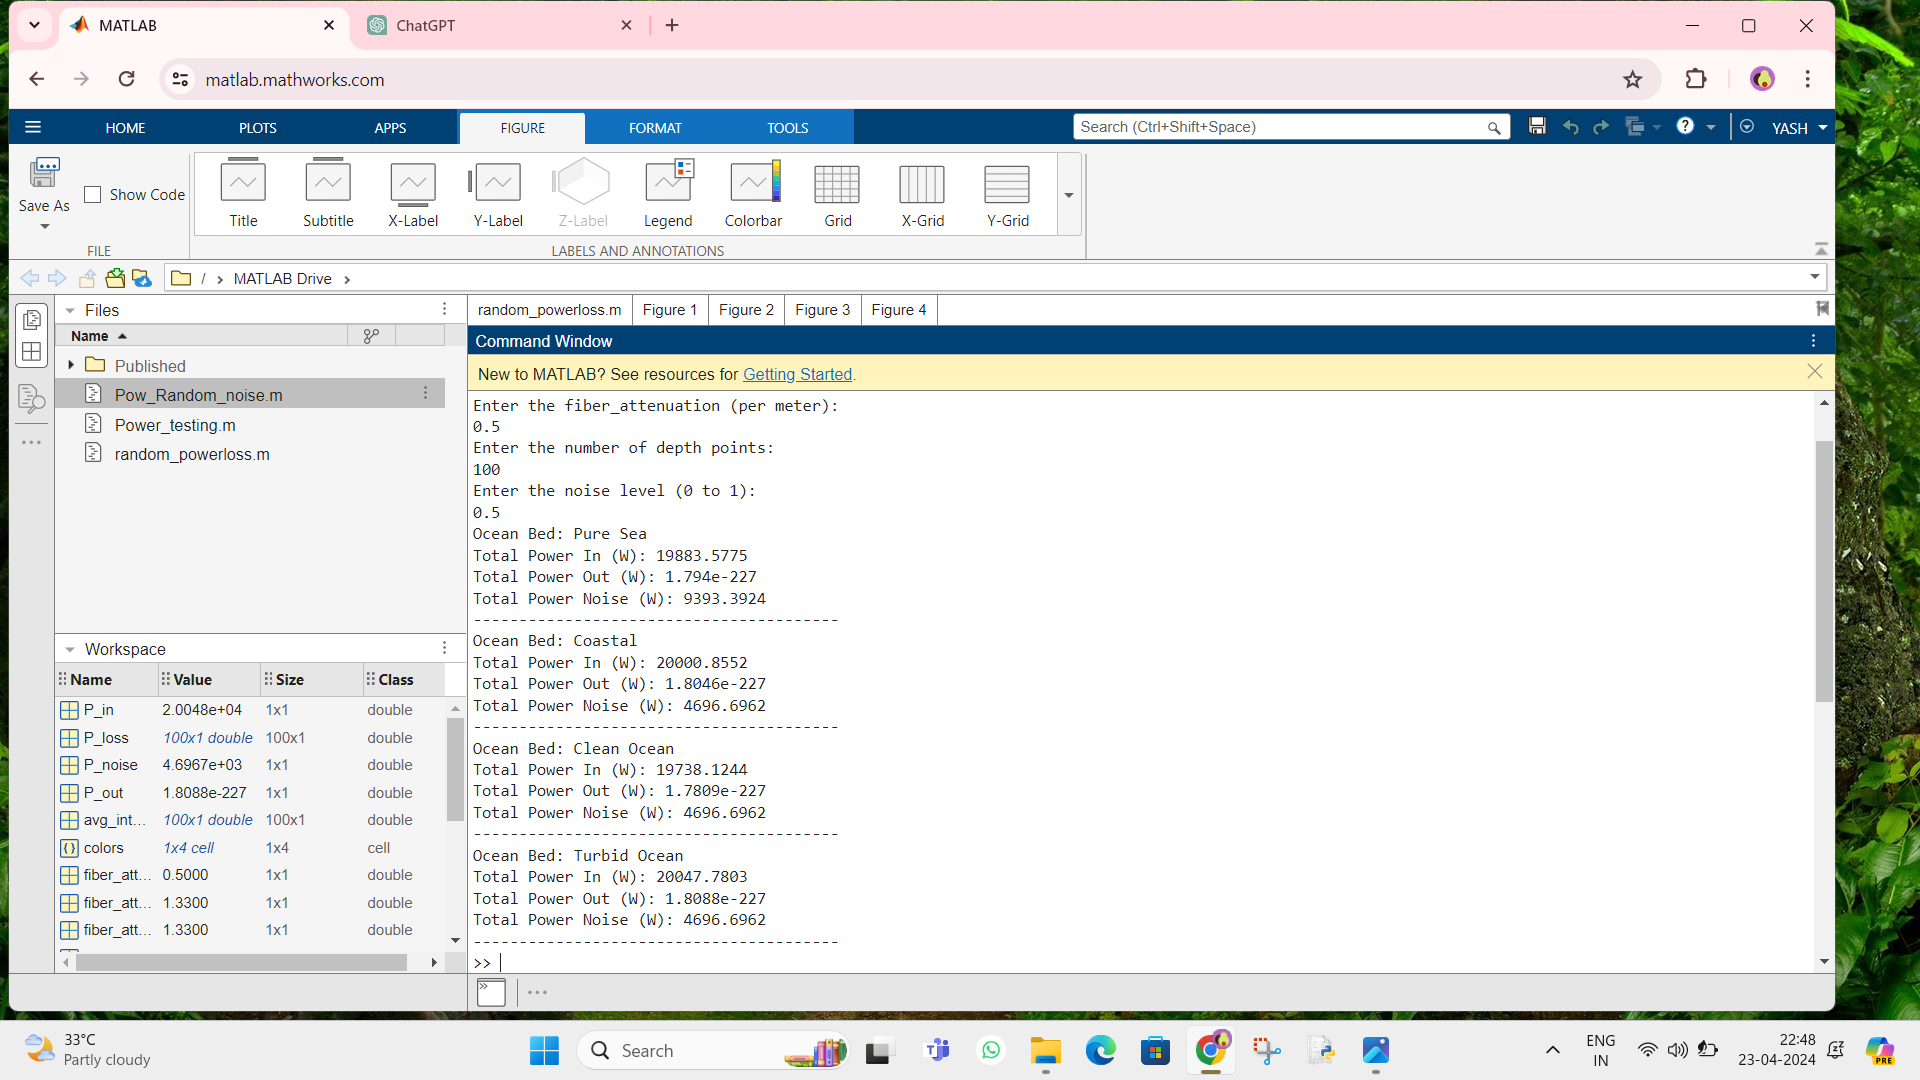 MATLAB
ChatGPT
matlab.mathworks.com
HOME
PLOTS
APPS
FIGURE
FORMAT
TOOLS
Search (Ctrl+Shift+Space)
YASH
Save As
Show Code
Title
Subtitle
X-Label
Y-Label
Z-Label
Legend
Colorbar
Grid
X-Grid
Y-Grid
FILE
LABELS AND ANNOTATIONS
/ › MATLAB Drive ›
Files
Name
Published
Pow_Random_noise.m
Power_testing.m
random_powerloss.m
Workspace
Name Value Size Class
P_in 2.0048e+04 1x1 double
P_loss 100x1 double 100x1 double
P_noise 4.6967e+03 1x1 double
P_out 1.8088e-227 1x1 double
avg_int... 100x1 double 100x1 double
colors 1x4 cell 1x4 cell
fiber_att... 0.5000 1x1 double
fiber_att... 1.3300 1x1 double
fiber_att... 1.3300 1x1 double
random_powerloss.m Figure 1 Figure 2 Figure 3 Figure 4
Command Window
New to MATLAB? See resources for Getting Started.
Enter the fiber_attenuation (per meter):
0.5
Enter the number of depth points:
100
Enter the noise level (0 to 1):
0.5
Ocean Bed: Pure Sea
Total Power In (W): 19883.5775
Total Power Out (W): 1.794e-227
Total Power Noise (W): 9393.3924
----------------------------------------
Ocean Bed: Coastal
Total Power In (W): 20000.8552
Total Power Out (W): 1.8046e-227
Total Power Noise (W): 4696.6962
----------------------------------------
Ocean Bed: Clean Ocean
Total Power In (W): 19738.1244
Total Power Out (W): 1.7809e-227
Total Power Noise (W): 4696.6962
----------------------------------------
Ocean Bed: Turbid Ocean
Total Power In (W): 20047.7803
Total Power Out (W): 1.8088e-227
Total Power Noise (W): 4696.6962
----------------------------------------
>>
33°C
Partly cloudy
Search
ENG
IN
22:48
23-04-2024
PRE